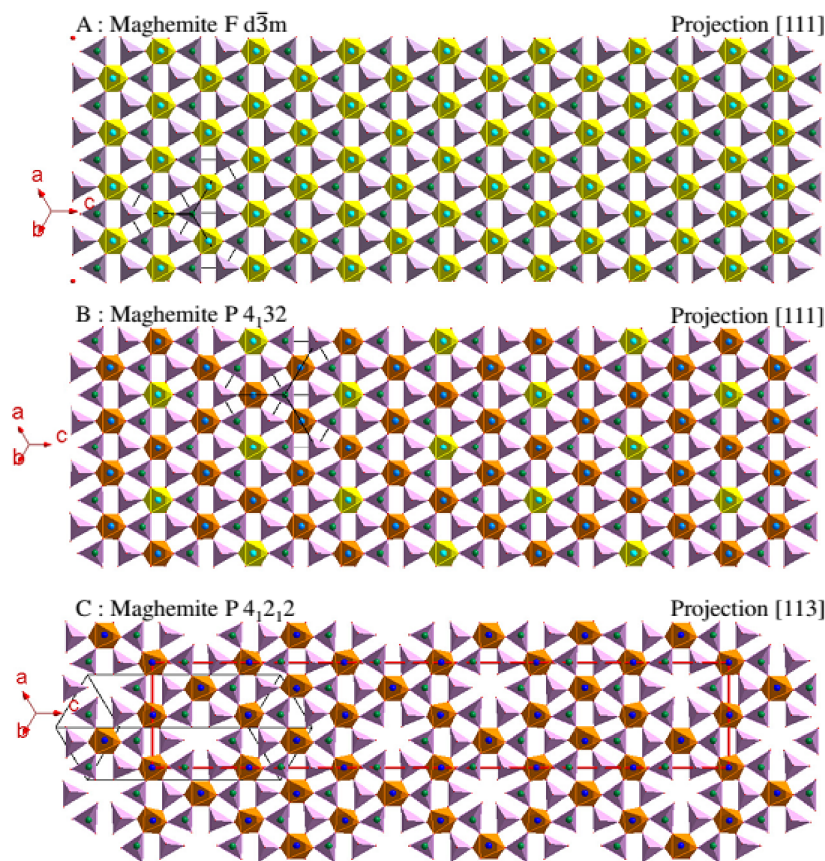 A : Maghemite F d3̅m
Projection [111]
a
c
b
B : Maghemite P 4₁32
Projection [111]
a
c
b
C : Maghemite P 4₁2₁2
Projection [113]
a
c
b